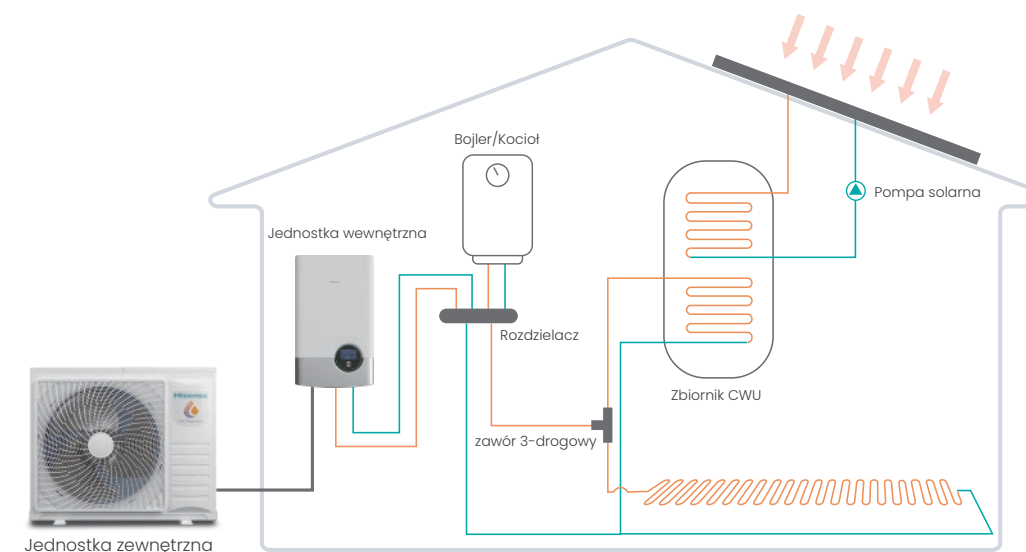 Bojler/Kocioł
Pompa solarna
Jednostka wewnętrzna
Rozdzielacz
Zbiornik CWU
zawór 3-drogowy
Hisense
Jednostka zewnętrzna